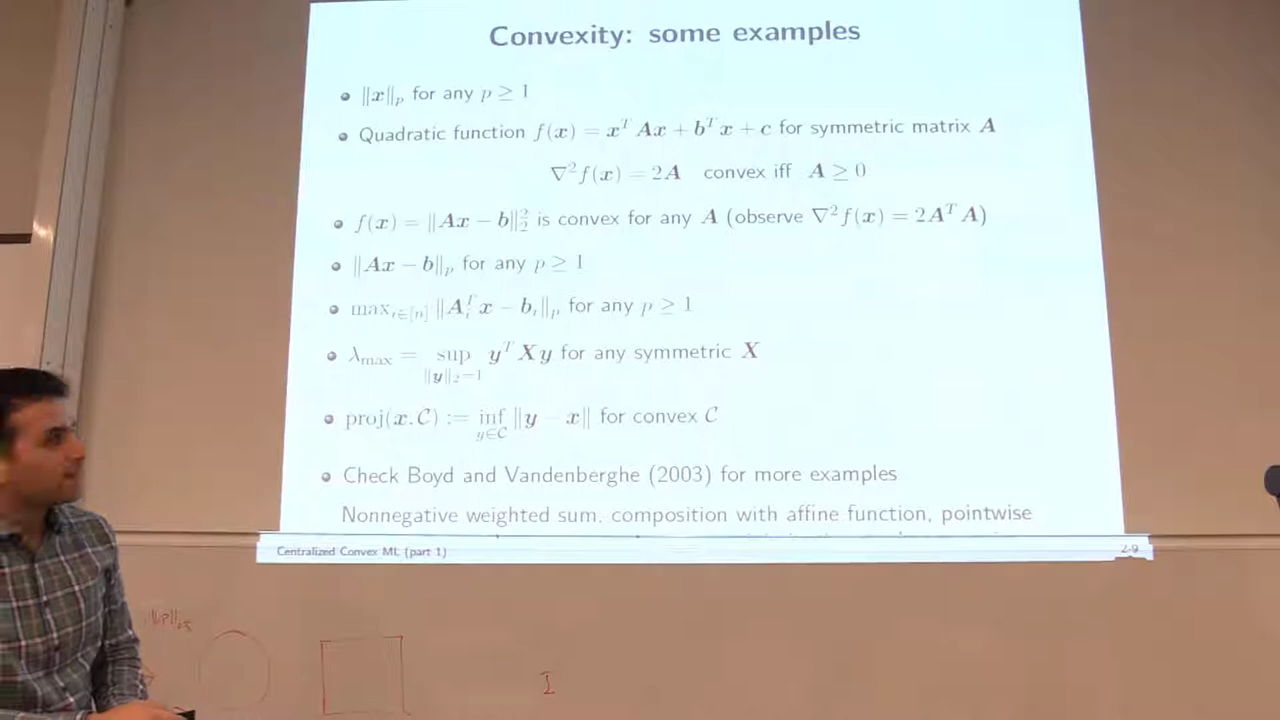 Convexity: some examples
• ‖x‖_p for any p ≥ 1
• Quadratic function f(x) = x^T Ax + b^T x + c for symmetric matrix A
∇²f(x) = 2A convex iff A ≥ 0
• f(x) = ‖Ax − b‖₂² is convex for any A (observe ∇²f(x) = 2A^T A)
• ‖Ax − b‖_p for any p ≥ 1
• max_{i∈[n]} ‖A_i^T x − b_i‖_p for any p ≥ 1
• λ_max = sup_{‖y‖₂=1} y^T Xy for any symmetric X
• proj(x, C) := inf_{y∈C} ‖y − x‖ for convex C
• Check Boyd and Vandenberghe (2003) for more examples
Nonnegative weighted sum, composition with affine function, pointwise
Centralized Convex ML (part 1) 2-9
I